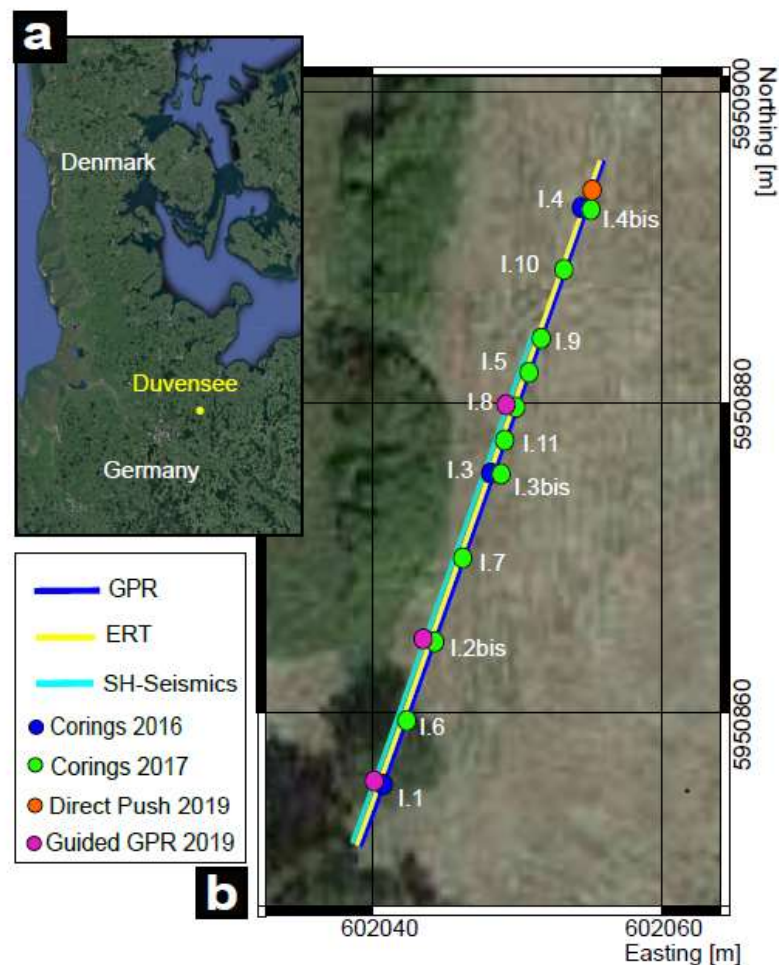 a
Denmark
Duvensee
Germany
GPR
ERT
SH-Seismics
Corings 2016
Corings 2017
Direct Push 2019
Guided GPR 2019
b
I.4
I.4bis
I.10
I.9
I.5
I.8
I.11
I.3
I.3bis
I.7
I.2bis
I.6
I.1
5950900
Northing [m]
5950880
5950860
602040
602060
Easting [m]